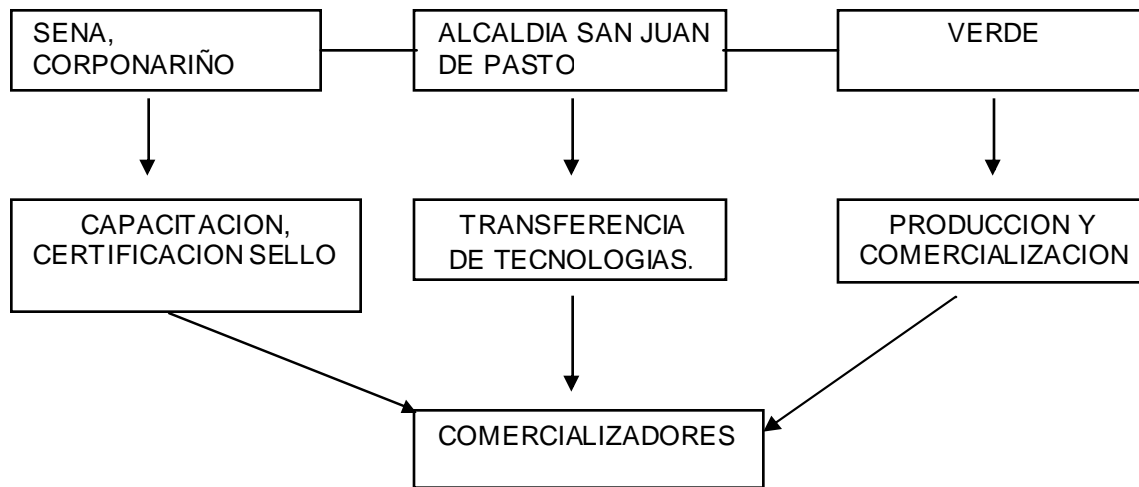 SENA,
CORPONARIÑO
ALCALDIA SAN JUAN
DE PASTO
VERDE
CAPACITACION,
CERTIFICACION SELLO
TRANSFERENCIA
DE TECNOLOGIAS.
PRODUCCION Y
COMERCIALIZACION
COMERCIALIZADORES